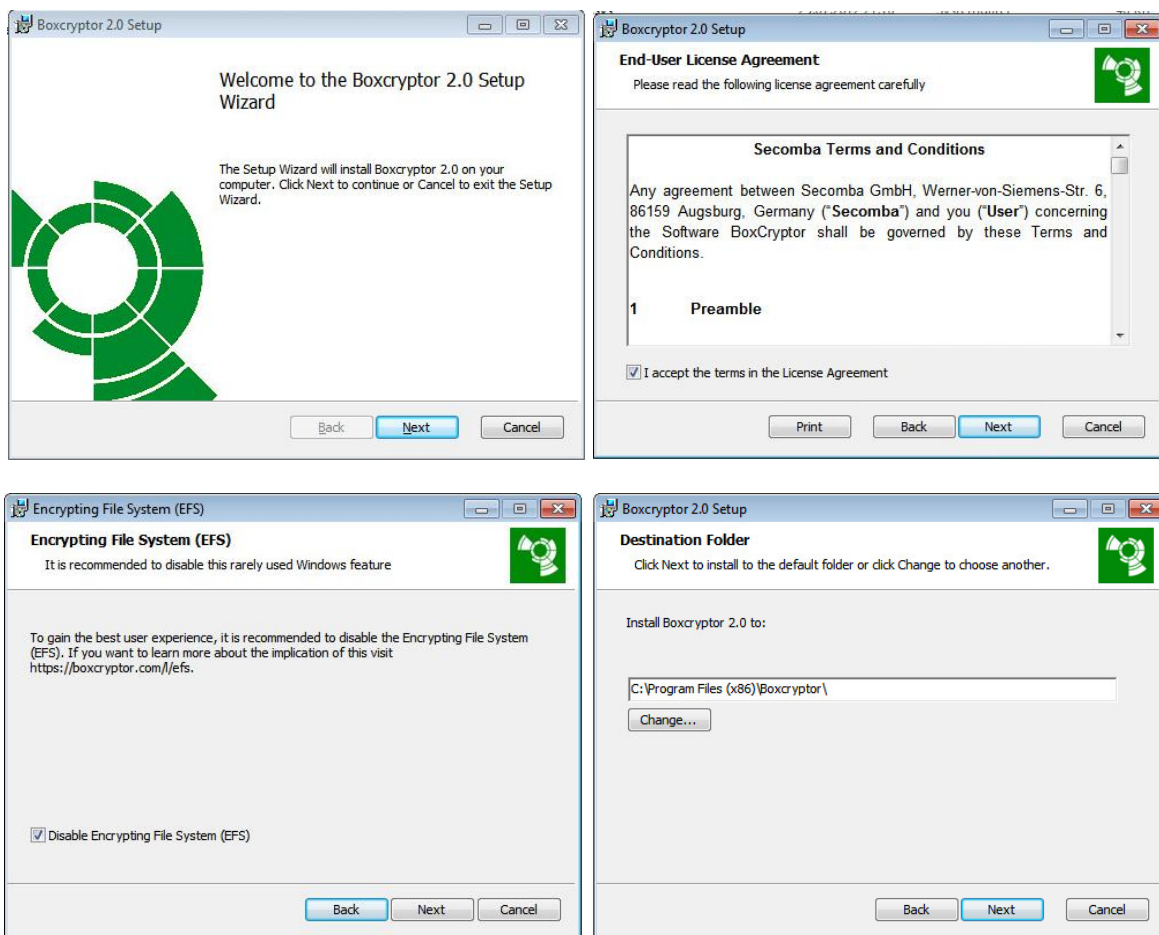 Boxcryptor 2.0 Setup
Welcome to the Boxcryptor 2.0 Setup
Wizard
The Setup Wizard will install Boxcryptor 2.0 on your
computer. Click Next to continue or Cancel to exit the Setup
Wizard.
Back Next Cancel
Boxcryptor 2.0 Setup
End-User License Agreement
Please read the following license agreement carefully
Secomba Terms and Conditions
Any agreement between Secomba GmbH, Werner-von-Siemens-Str. 6,
86159 Augsburg, Germany ("Secomba") and you ("User") concerning
the Software BoxCryptor shall be governed by these Terms and
Conditions.
1 Preamble
I accept the terms in the License Agreement
Print Back Next Cancel
Encrypting File System (EFS)
Encrypting File System (EFS)
It is recommended to disable this rarely used Windows feature
To gain the best user experience, it is recommended to disable the Encrypting File System
(EFS). If you want to learn more about the implication of this visit
https://boxcryptor.com/l/efs.
Disable Encrypting File System (EFS)
Back Next Cancel
Boxcryptor 2.0 Setup
Destination Folder
Click Next to install to the default folder or click Change to choose another.
Install Boxcryptor 2.0 to:
C:\Program Files (x86)\Boxcryptor\
Change...
Back Next Cancel